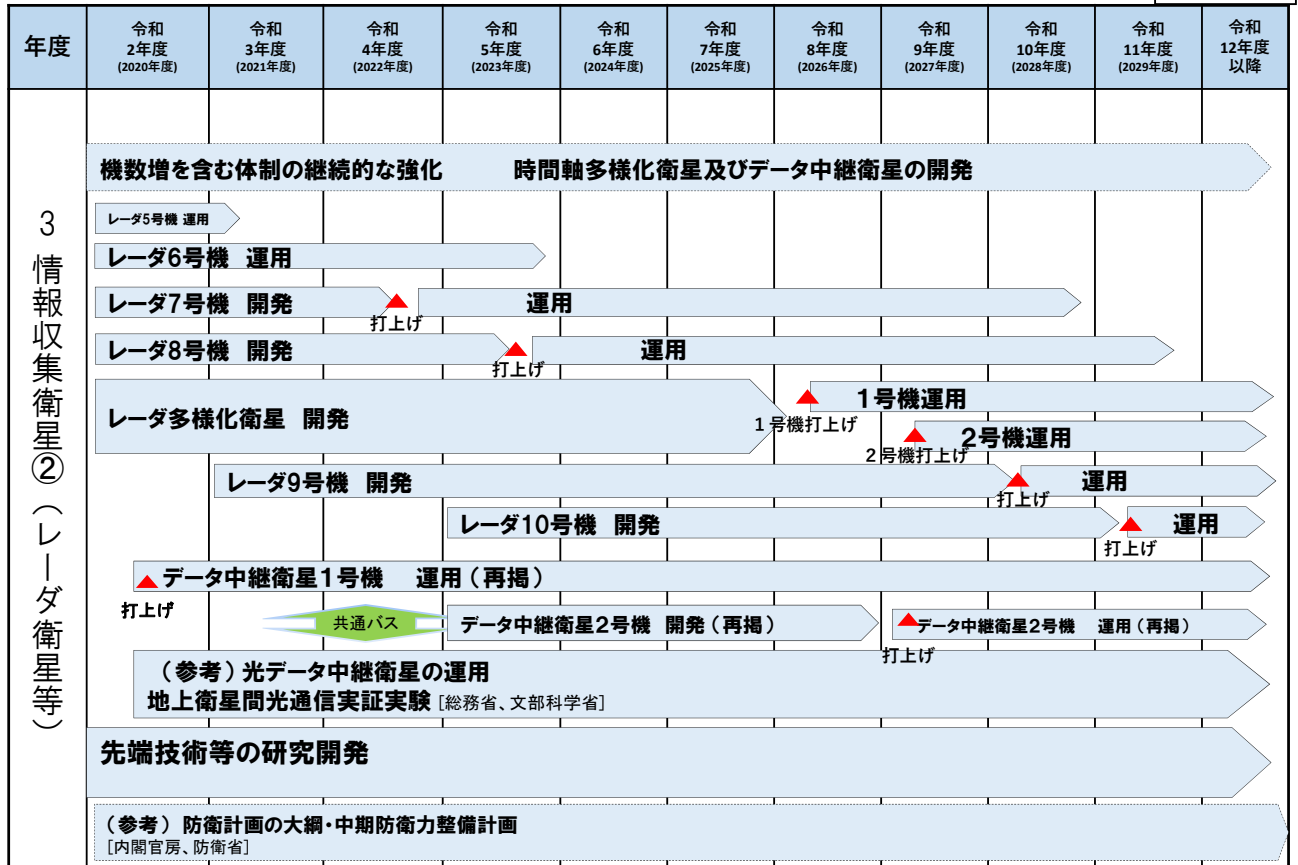 年度
令和
2年度
(2020年度)
令和
3年度
(2021年度)
令和
4年度
(2022年度)
令和
5年度
(2023年度)
令和
6年度
(2024年度)
令和
7年度
(2025年度)
令和
8年度
(2026年度)
令和
9年度
(2027年度)
令和
10年度
(2028年度)
令和
11年度
(2029年度)
令和
12年度
以降
3 情報収集衛星②(レーダ衛星等)
機数増を含む体制の継続的な強化 時間軸多様化衛星及びデータ中継衛星の開発
レーダ5号機 運用
レーダ6号機 運用
レーダ7号機 開発
打上げ
運用
レーダ8号機 開発
打上げ
運用
レーダ多様化衛星 開発
1号機運用
1号機打上げ
2号機運用
2号機打上げ
レーダ9号機 開発
打上げ
運用
レーダ10号機 開発
打上げ
運用
データ中継衛星1号機 運用(再掲)
打上げ
共通バス
データ中継衛星2号機 開発(再掲)
データ中継衛星2号機 運用(再掲)
打上げ
(参考)光データ中継衛星の運用
地上衛星間光通信実証実験[総務省、文部科学省]
先端技術等の研究開発
(参考)防衛計画の大綱・中期防衛力整備計画
[内閣官房、防衛省]